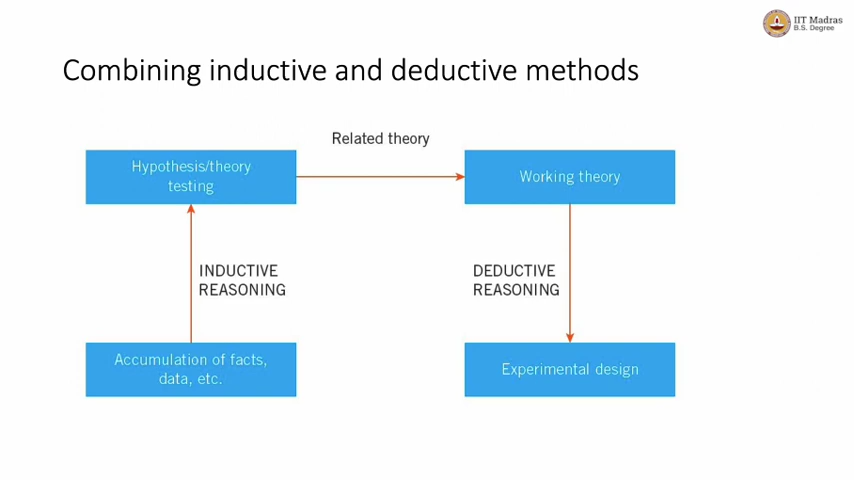 IIT Madras
B.S. Degree
Combining inductive and deductive methods
Related theory
Hypothesis/theory
testing
Working theory
INDUCTIVE
REASONING
DEDUCTIVE
REASONING
Accumulation of facts,
data, etc.
Experimental design